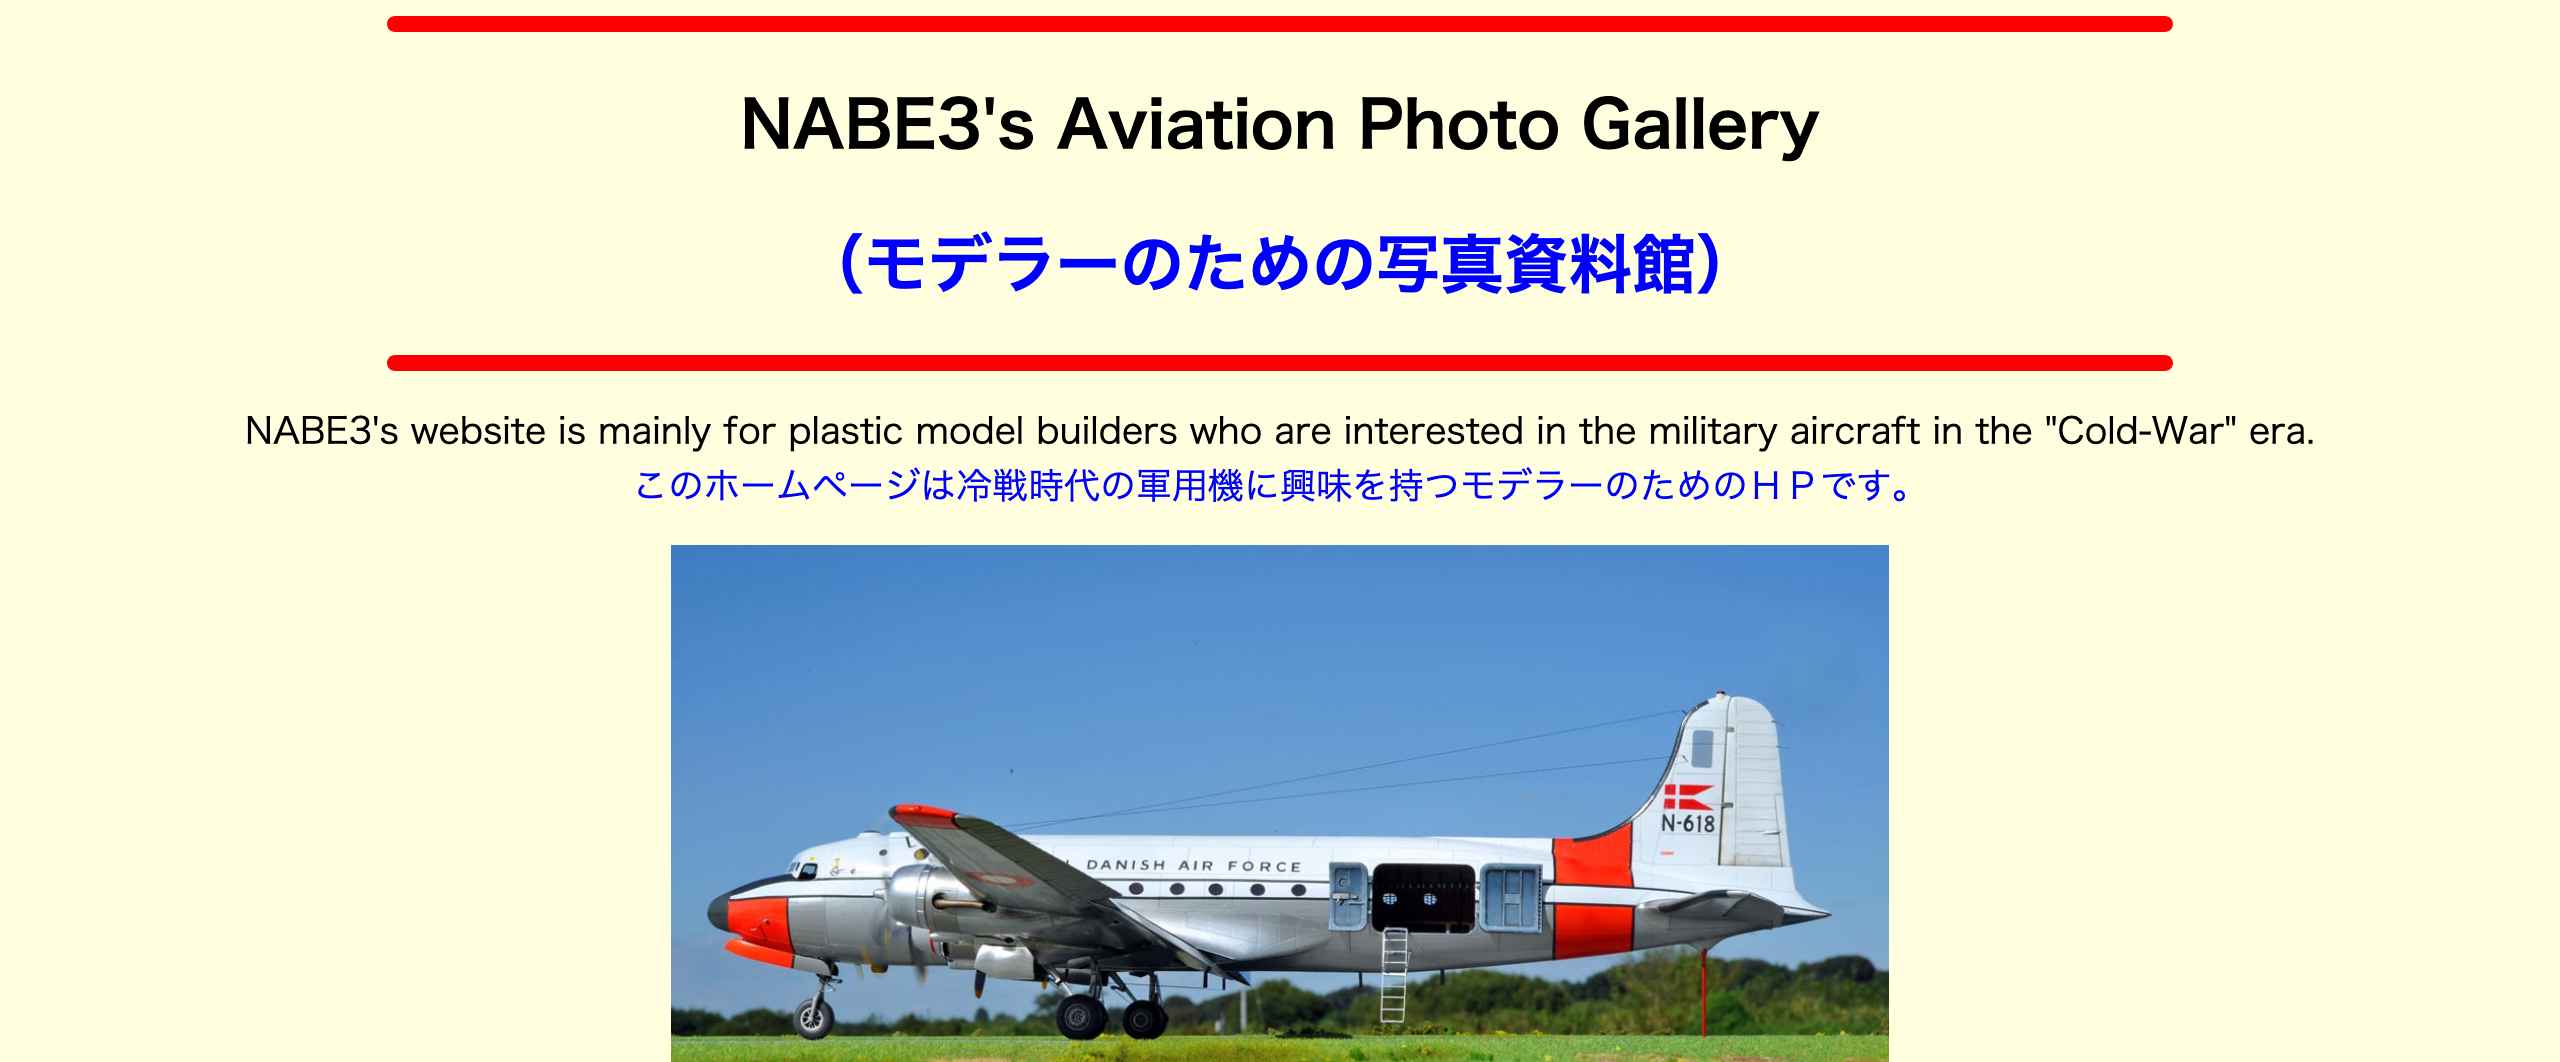 NABE3's Aviation Photo Gallery
（モデラーのための写真資料館）
NABE3's website is mainly for plastic model builders who are interested in the military aircraft in the "Cold-War" era.
このホームページは冷戦時代の軍用機に興味を持つモデラーのためのＨＰです。
DANISH AIR FORCE
N-618